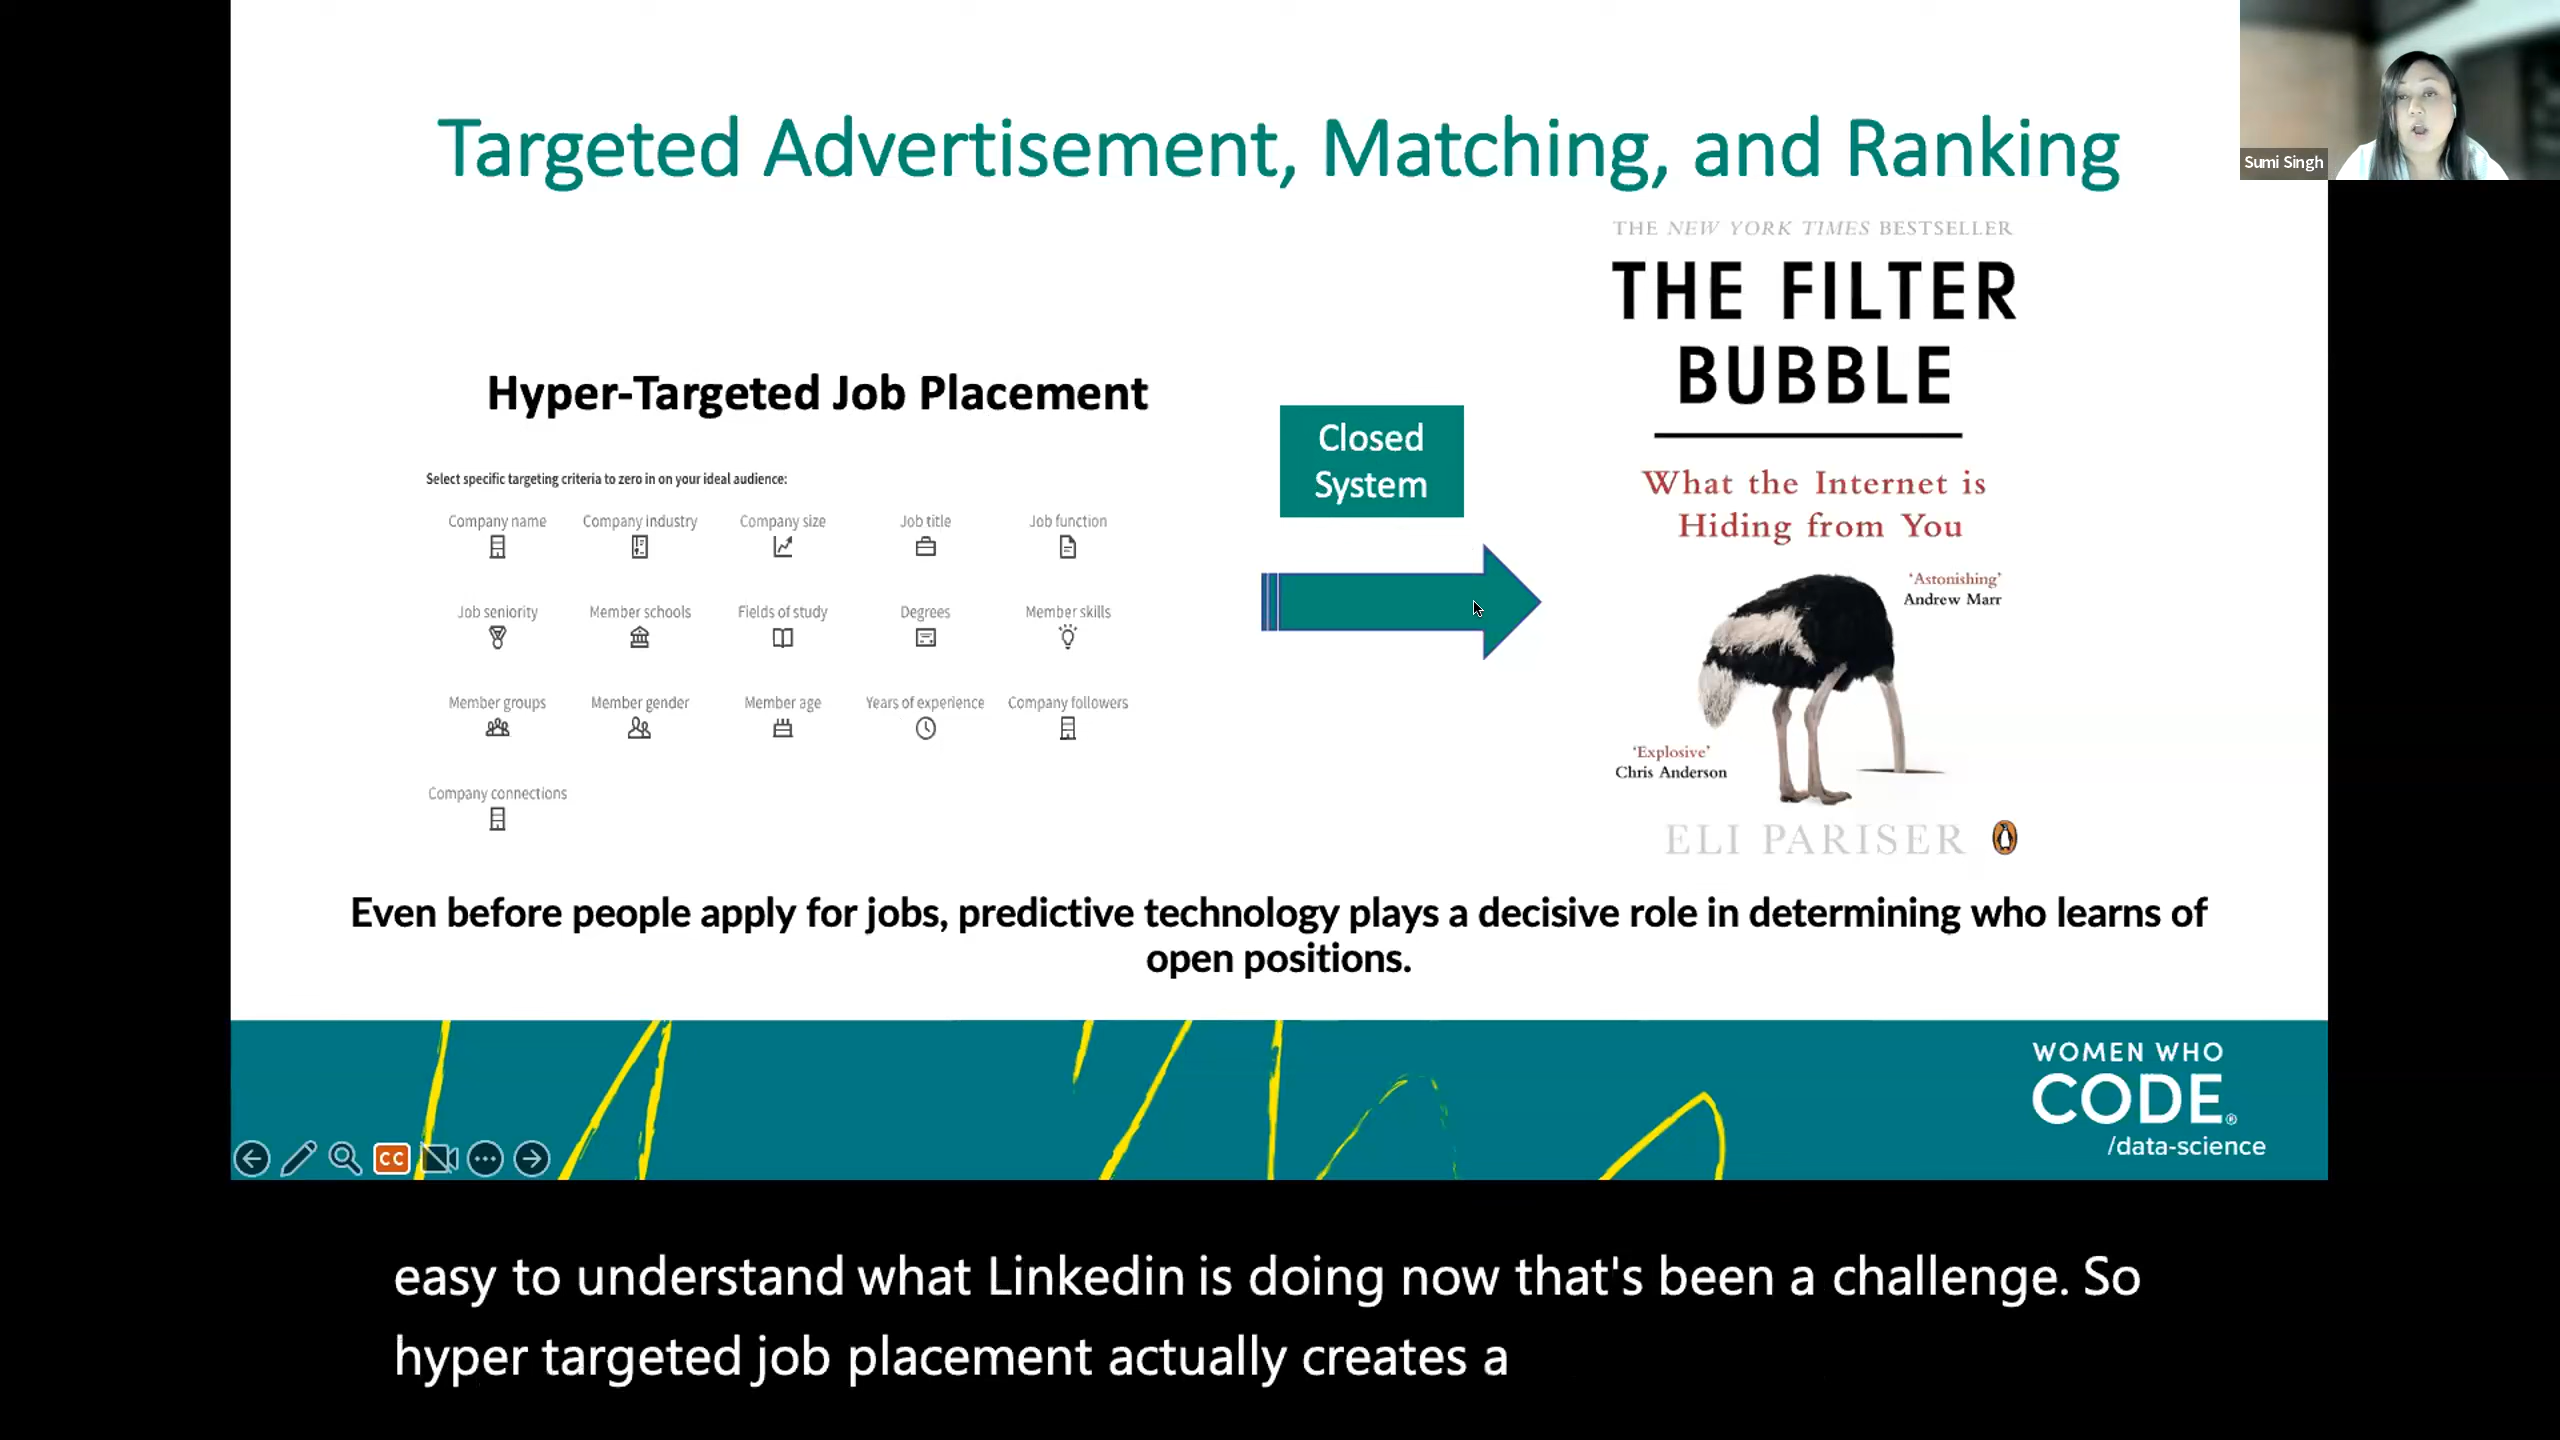 Targeted Advertisement, Matching, and Ranking
Sumi Singh
Hyper-Targeted Job Placement
Select specific targeting criteria to zero in on your ideal audience:
Company name Company industry Company size Job title Job function
Job seniority Member schools Fields of study Degrees Member skills
Member groups Member gender Member age Years of experience Company followers
Company connections
Closed
System
THE NEW YORK TIMES BESTSELLER
THE FILTER
BUBBLE
What the Internet is
Hiding from You
'Astonishing'
Andrew Marr
'Explosive'
Chris Anderson
ELI PARISER
Even before people apply for jobs, predictive technology plays a decisive role in determining who learns of
open positions.
WOMEN WHO
CODE®
/data-science
CC
easy to understand what Linkedin is doing now that's been a challenge. So
hyper targeted job placement actually creates a